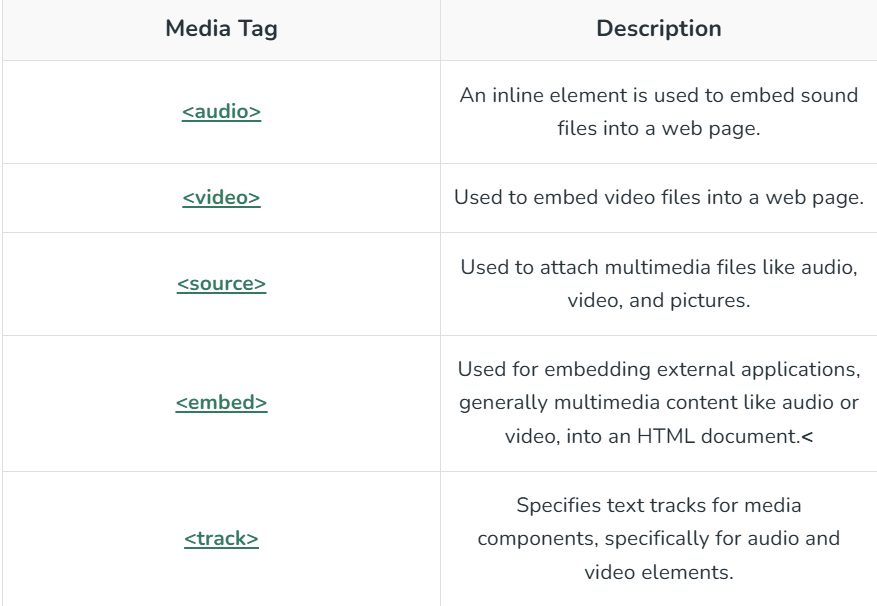 Media Tag
Description
<audio>
An inline element is used to embed sound
files into a web page.
<video>
Used to embed video files into a web page.
<source>
Used to attach multimedia files like audio,
video, and pictures.
<embed>
Used for embedding external applications,
generally multimedia content like audio or
video, into an HTML document.<
<track>
Specifies text tracks for media
components, specifically for audio and
video elements.